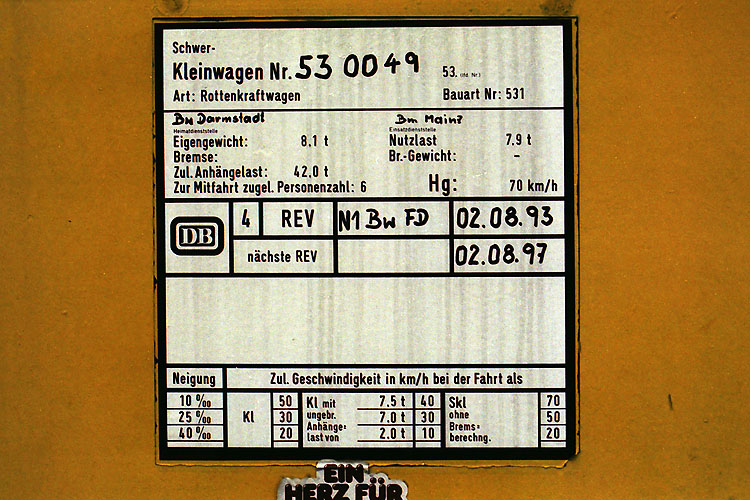 Schwer-
Kleinwagen Nr. 53 0049 53. (lfd. Nr.)
Art: Rottenkraftwagen Bauart Nr: 531
Bw Darmstadt Bm Mainz
Heimatdienststelle Einsatzdienststelle
Eigengewicht: 8,1 t Nutzlast 7.9 t
Bremse: Br.-Gewicht: -
Zul. Anhängelast: 42,0 t
Zur Mitfahrt zugel. Personenzahl: 6 Hg: 70 km/h
DB 4 REV N1 Bw FD 02.08.93
nächste REV 02.08.97
Neigung Zul. Geschwindigkeit in km/h bei der Fahrt als
10 ‰ Kl 50 Kl mit 7.5 t 40 Skl 70
25 ‰ 30 ungebr. 7.0 t 30 ohne 50
40 ‰ 20 Anhänge- 2.0 t 10 Brems- 20
last von berechng.
EIN
HERZ FÜR